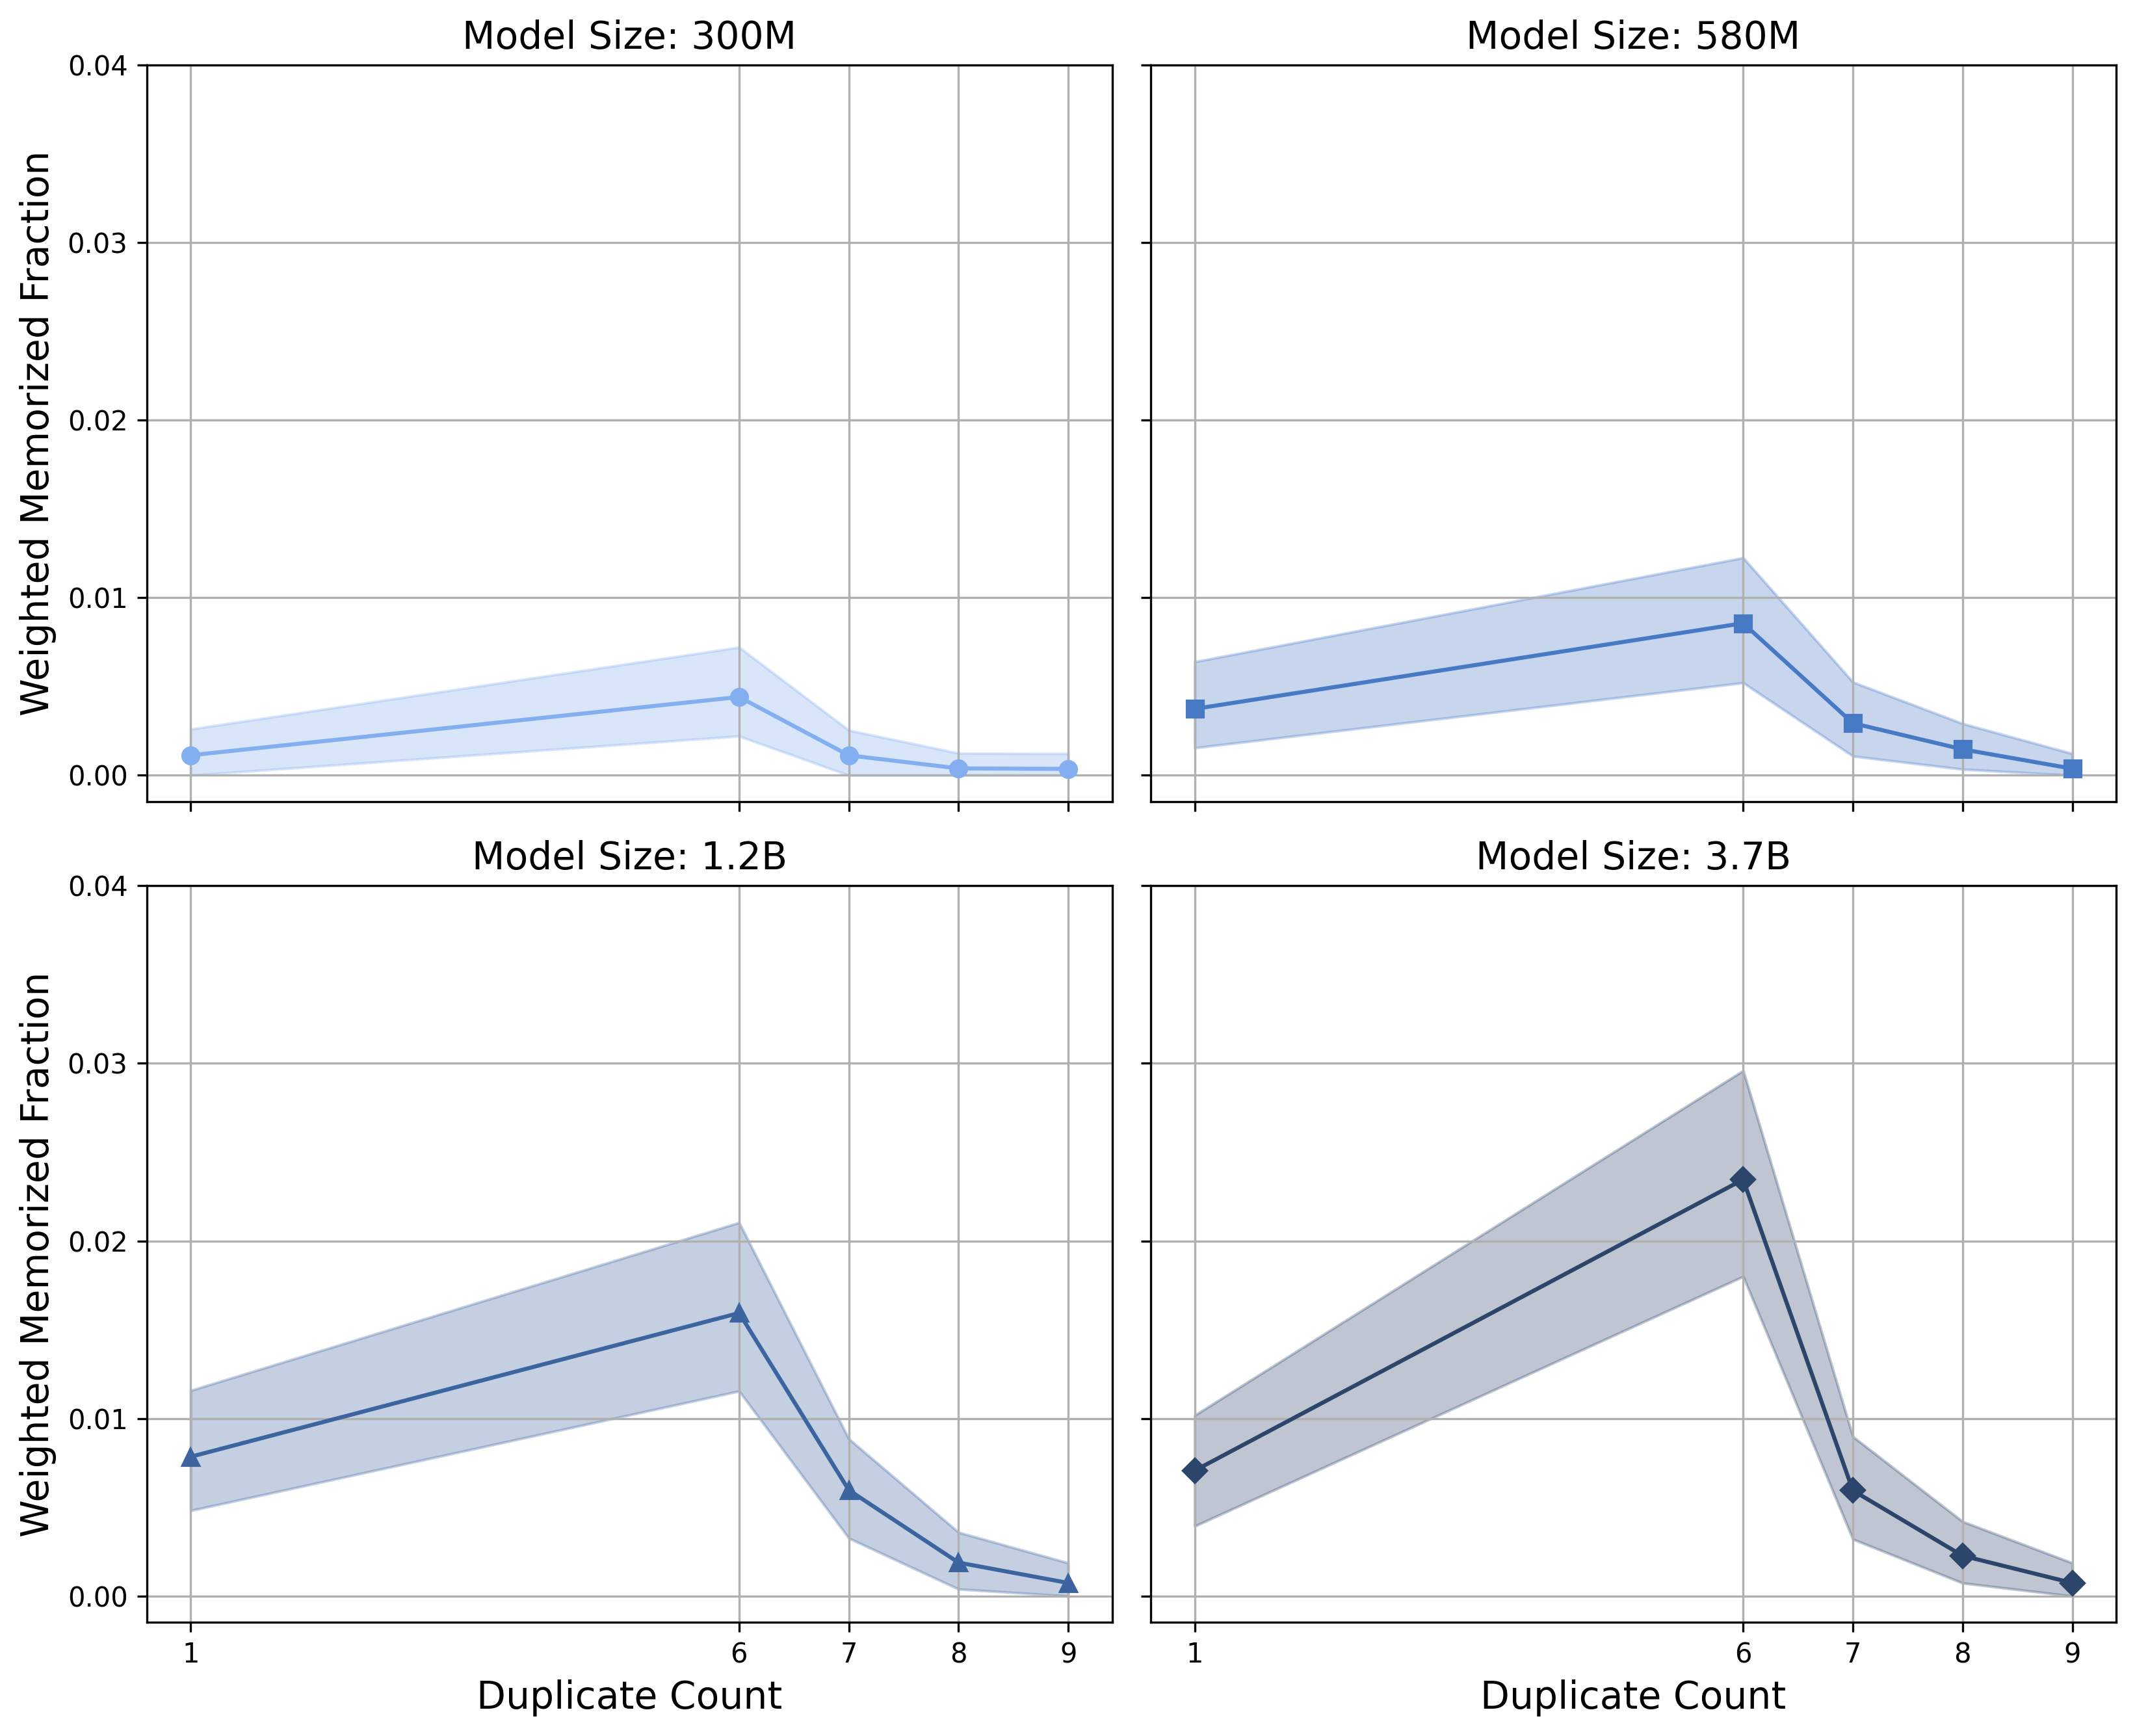 Model Size: 300M
Model Size: 580M
0.04
0.03
0.02
0.01
0.00
Weighted Memorized Fraction
Model Size: 1.2B
Model Size: 3.7B
0.04
0.03
0.02
0.01
0.00
Weighted Memorized Fraction
1 6 7 8 9
1 6 7 8 9
Duplicate Count
Duplicate Count